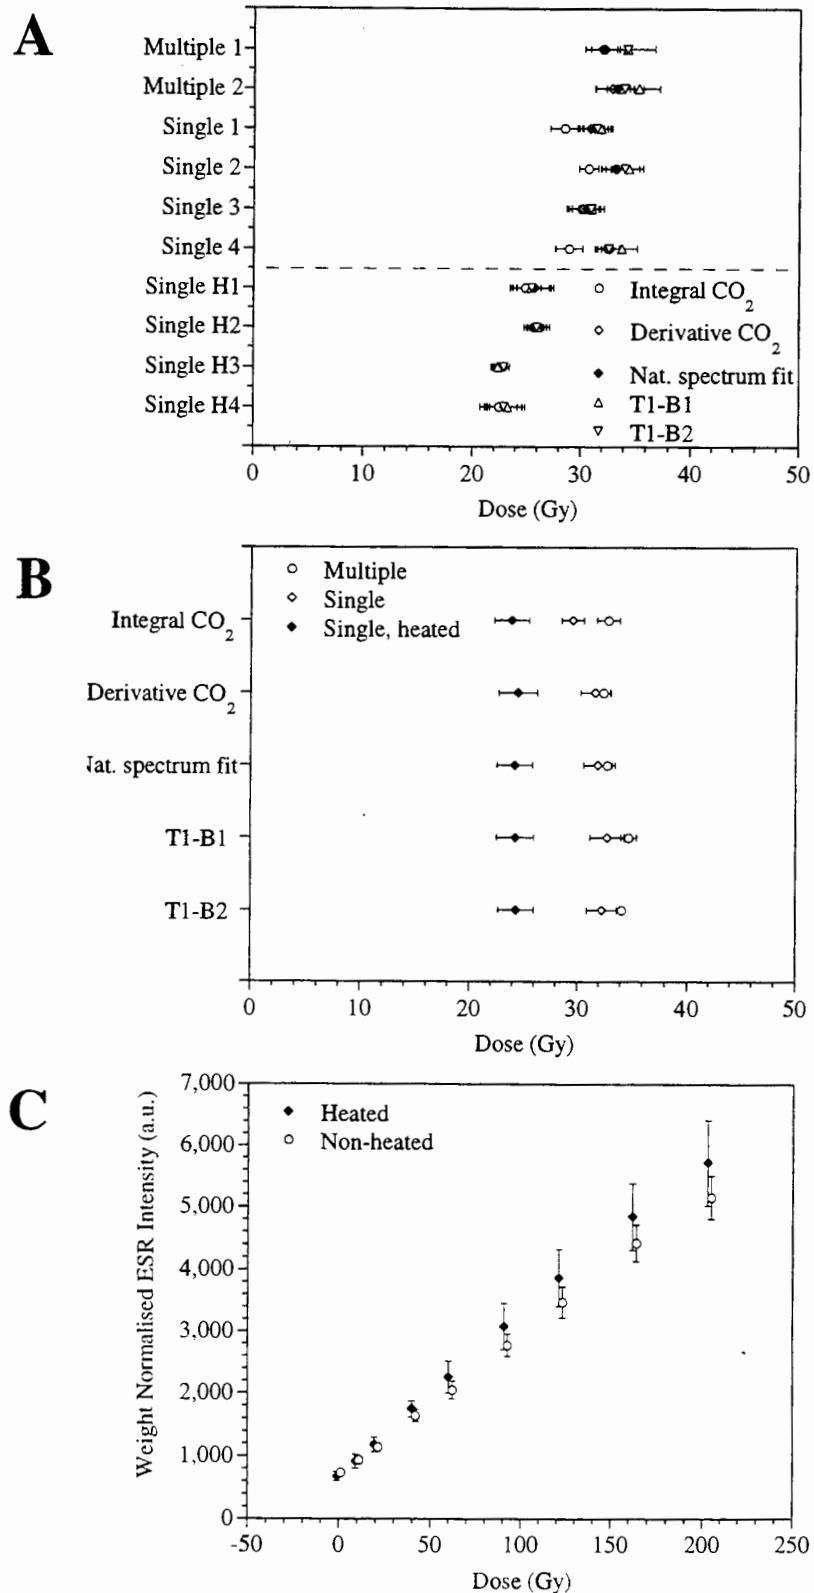 A
Multiple 1
Multiple 2
Single 1
Single 2
Single 3
Single 4
Single H1
Single H2
Single H3
Single H4
Integral CO2
Derivative CO2
Nat. spectrum fit
T1-B1
T1-B2
0 10 20 30 40 50
Dose (Gy)
B
Multiple
Single
Single, heated
Integral CO2
Derivative CO2
Nat. spectrum fit
T1-B1
T1-B2
0 10 20 30 40 50
Dose (Gy)
C
Weight Normalised ESR Intensity (a.u.)
7,000
6,000
5,000
4,000
3,000
2,000
1,000
0
Heated
Non-heated
-50 0 50 100 150 200 250
Dose (Gy)